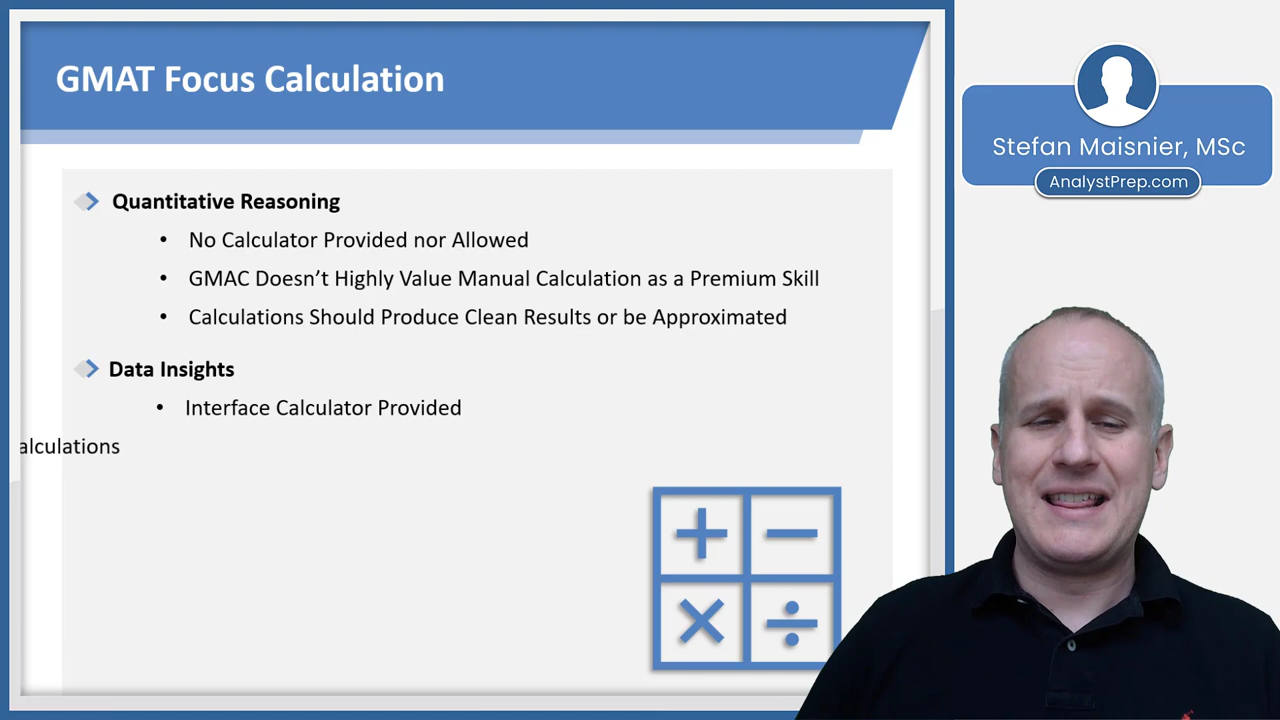 GMAT Focus Calculation
Stefan Maisnier, MSc
AnalystPrep.com
Quantitative Reasoning
• No Calculator Provided nor Allowed
• GMAC Doesn’t Highly Value Manual Calculation as a Premium Skill
• Calculations Should Produce Clean Results or be Approximated
Data Insights
• Interface Calculator Provided
alculations
+ −
× ÷